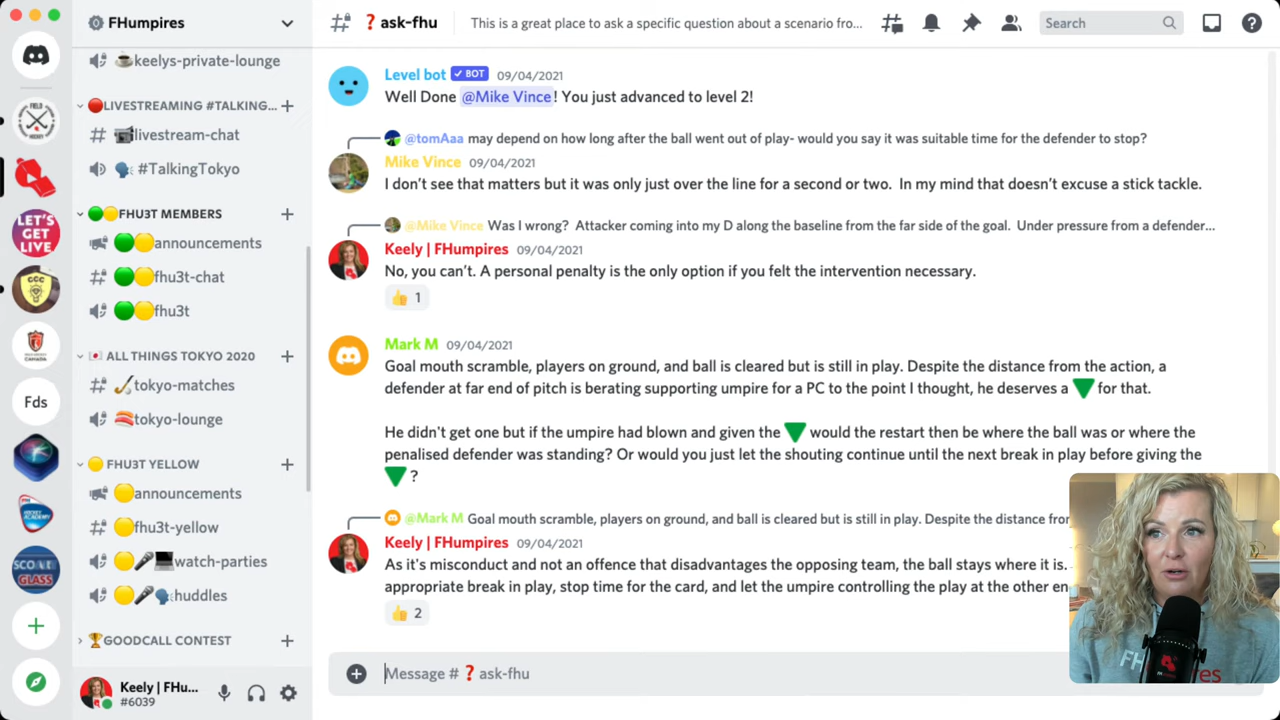 FHumpires
❓ask-fhu
This is a great place to ask a specific question about a scenario fro...
Search
keelys-private-lounge
LIVESTREAMING #TALKING...
livestream-chat
#TalkingTokyo
FHU3T MEMBERS
announcements
fhu3t-chat
fhu3t
ALL THINGS TOKYO 2020
tokyo-matches
tokyo-lounge
FHU3T YELLOW
announcements
fhu3t-yellow
watch-parties
huddles
GOODCALL CONTEST
Keely | FHu...
#6039
FIELD
HOCKEY
LET'S
GET
LIVE
CCC
Fds
HOCKEY
ACADEMY
GLASS
Level bot ✓ BOT 09/04/2021
Well Done @Mike Vince! You just advanced to level 2!
@tomAaa may depend on how long after the ball went out of play- would you say it was suitable time for the defender to stop?
Mike Vince 09/04/2021
I don't see that matters but it was only just over the line for a second or two. In my mind that doesn't excuse a stick tackle.
@Mike Vince Was I wrong? Attacker coming into my D along the baseline from the far side of the goal. Under pressure from a defender...
Keely | FHumpires 09/04/2021
No, you can't. A personal penalty is the only option if you felt the intervention necessary.
👍 1
Mark M 09/04/2021
Goal mouth scramble, players on ground, and ball is cleared but is still in play. Despite the distance from the action, a
defender at far end of pitch is berating supporting umpire for a PC to the point I thought, he deserves a for that.
He didn't get one but if the umpire had blown and given the would the restart then be where the ball was or where the
penalised defender was standing? Or would you just let the shouting continue until the next break in play before giving the
?
@Mark M Goal mouth scramble, players on ground, and ball is cleared but is still in play. Despite the distance from
Keely | FHumpires 09/04/2021
As it's misconduct and not an offence that disadvantages the opposing team, the ball stays where it is.
appropriate break in play, stop time for the card, and let the umpire controlling the play at the other en
👍 2
Message # ❓ask-fhu
FH
res